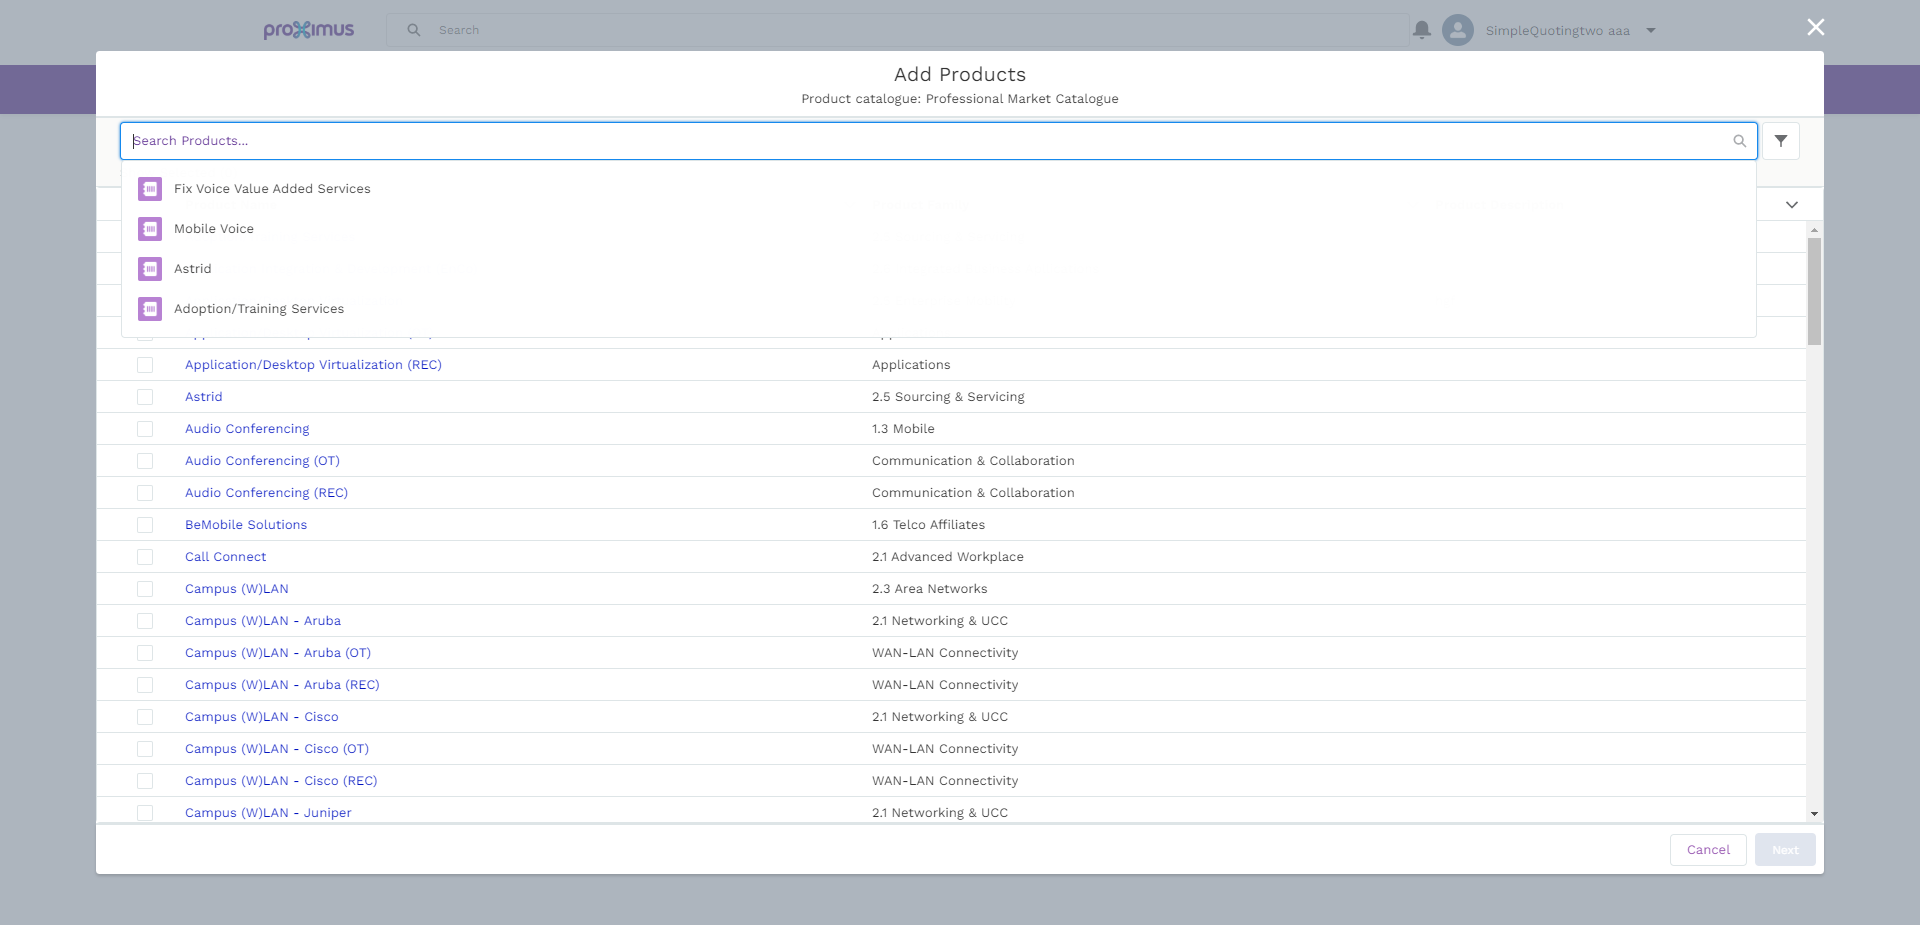 proximus
Search
SimpleQuotingtwo aaa
Add Products
Product catalogue: Professional Market Catalogue
Search Products...
Fix Voice Value Added Services
Mobile Voice
Astrid
Adoption/Training Services
Application/Desktop Virtualization (REC) Applications
Astrid 2.5 Sourcing & Servicing
Audio Conferencing 1.3 Mobile
Audio Conferencing (OT) Communication & Collaboration
Audio Conferencing (REC) Communication & Collaboration
BeMobile Solutions 1.6 Telco Affiliates
Call Connect 2.1 Advanced Workplace
Campus (W)LAN 2.3 Area Networks
Campus (W)LAN - Aruba 2.1 Networking & UCC
Campus (W)LAN - Aruba (OT) WAN-LAN Connectivity
Campus (W)LAN - Aruba (REC) WAN-LAN Connectivity
Campus (W)LAN - Cisco 2.1 Networking & UCC
Campus (W)LAN - Cisco (OT) WAN-LAN Connectivity
Campus (W)LAN - Cisco (REC) WAN-LAN Connectivity
Campus (W)LAN - Juniper 2.1 Networking & UCC
Cancel Next